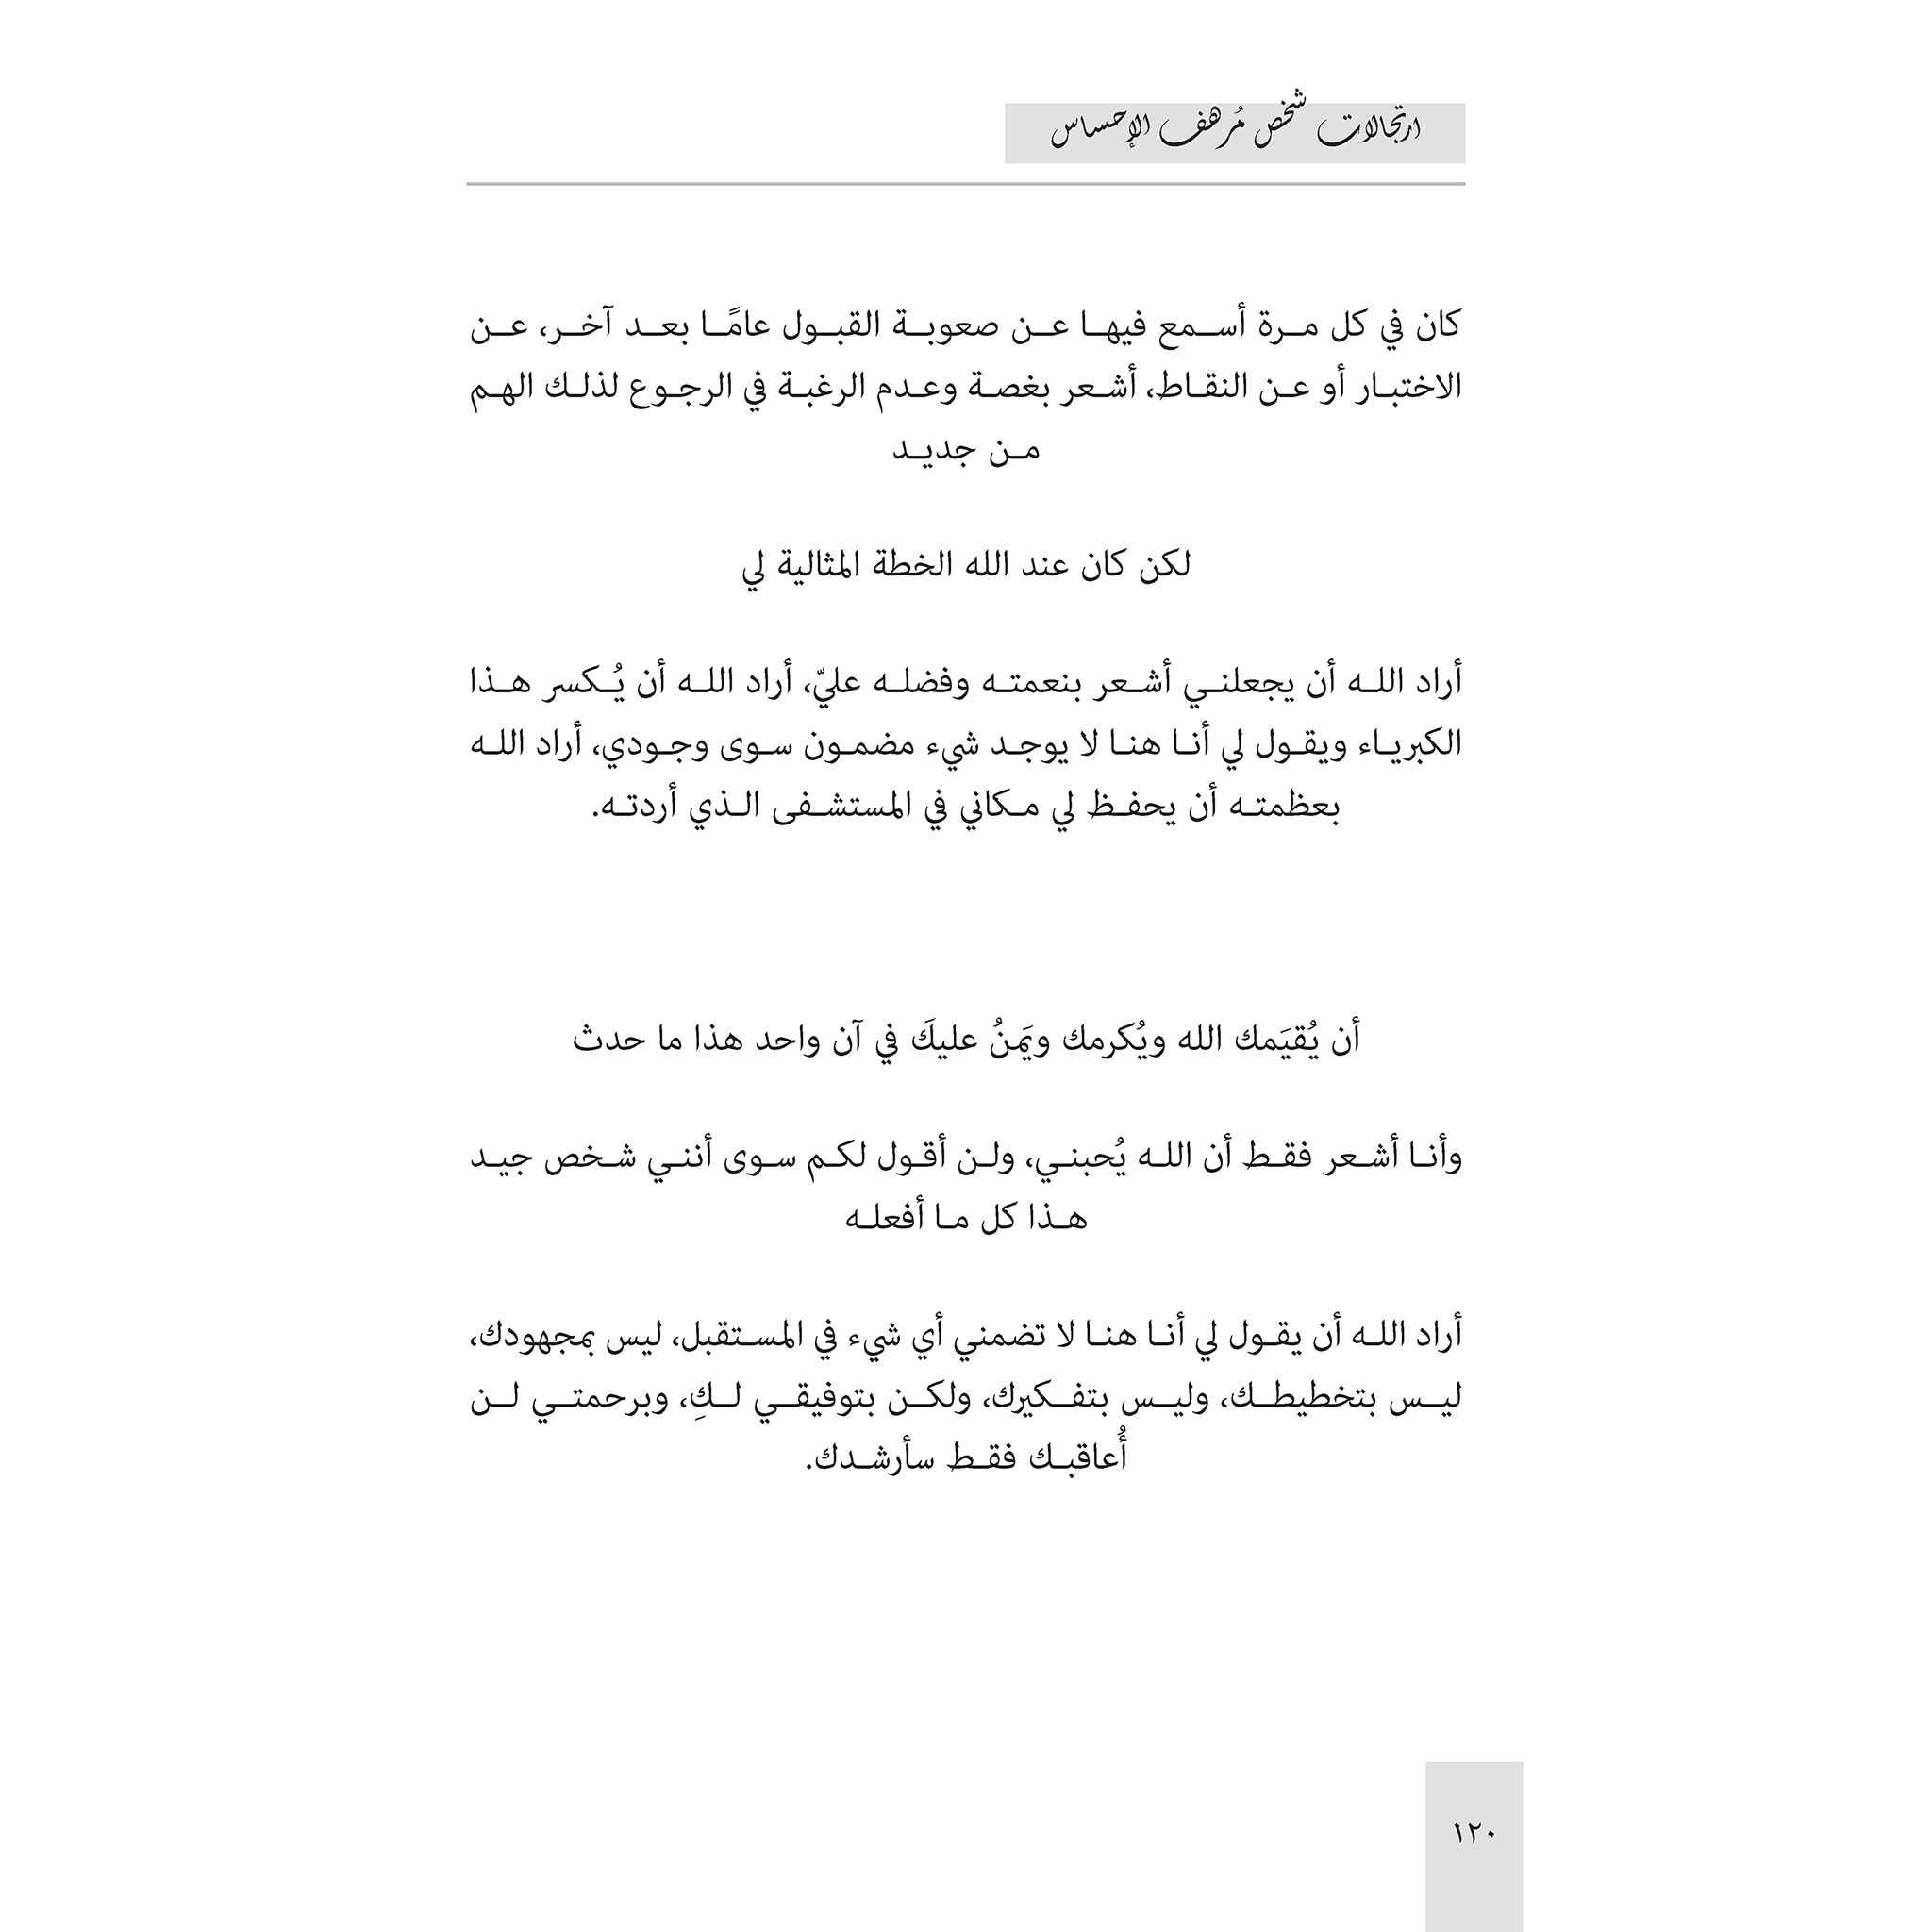 ارتجالات شخص مُرهف الإحساس
كان في كل مرة أسمع فيها عن صعوبة القبول عامًا بعد آخر، عن
الاختبار أو عن النقاط، أشعر بغصة وعدم الرغبة في الرجوع لذلك الهم
من جديد
لكن كان عند الله الخطة المثالية لي
أراد الله أن يجعلني أشعر بنعمته وفضله عليّ، أراد الله أن يُكسر هذا
الكبرياء ويقول لي أنا هنا لا يوجد شيء مضمون سوى وجودي، أراد الله
بعظمته أن يحفظ لي مكاني في المستشفى الذي أردته.
أن يُقيَمك الله ويُكرمك ويَمنُ عليكَ في آن واحد هذا ما حدث
وأنا أشعر فقط أن الله يُحبني، ولن أقول لكم سوى أنني شخص جيد
هذا كل ما أفعله
أراد الله أن يقول لي أنا هنا لا تضمني أي شيء في المستقبل، ليس بمجهودك،
ليس بتخطيطك، وليس بتفكيرك، ولكن بتوفيقي لكِ، وبرحمتي لن
أُعاقبك فقط سأرشدك.
١٢٠